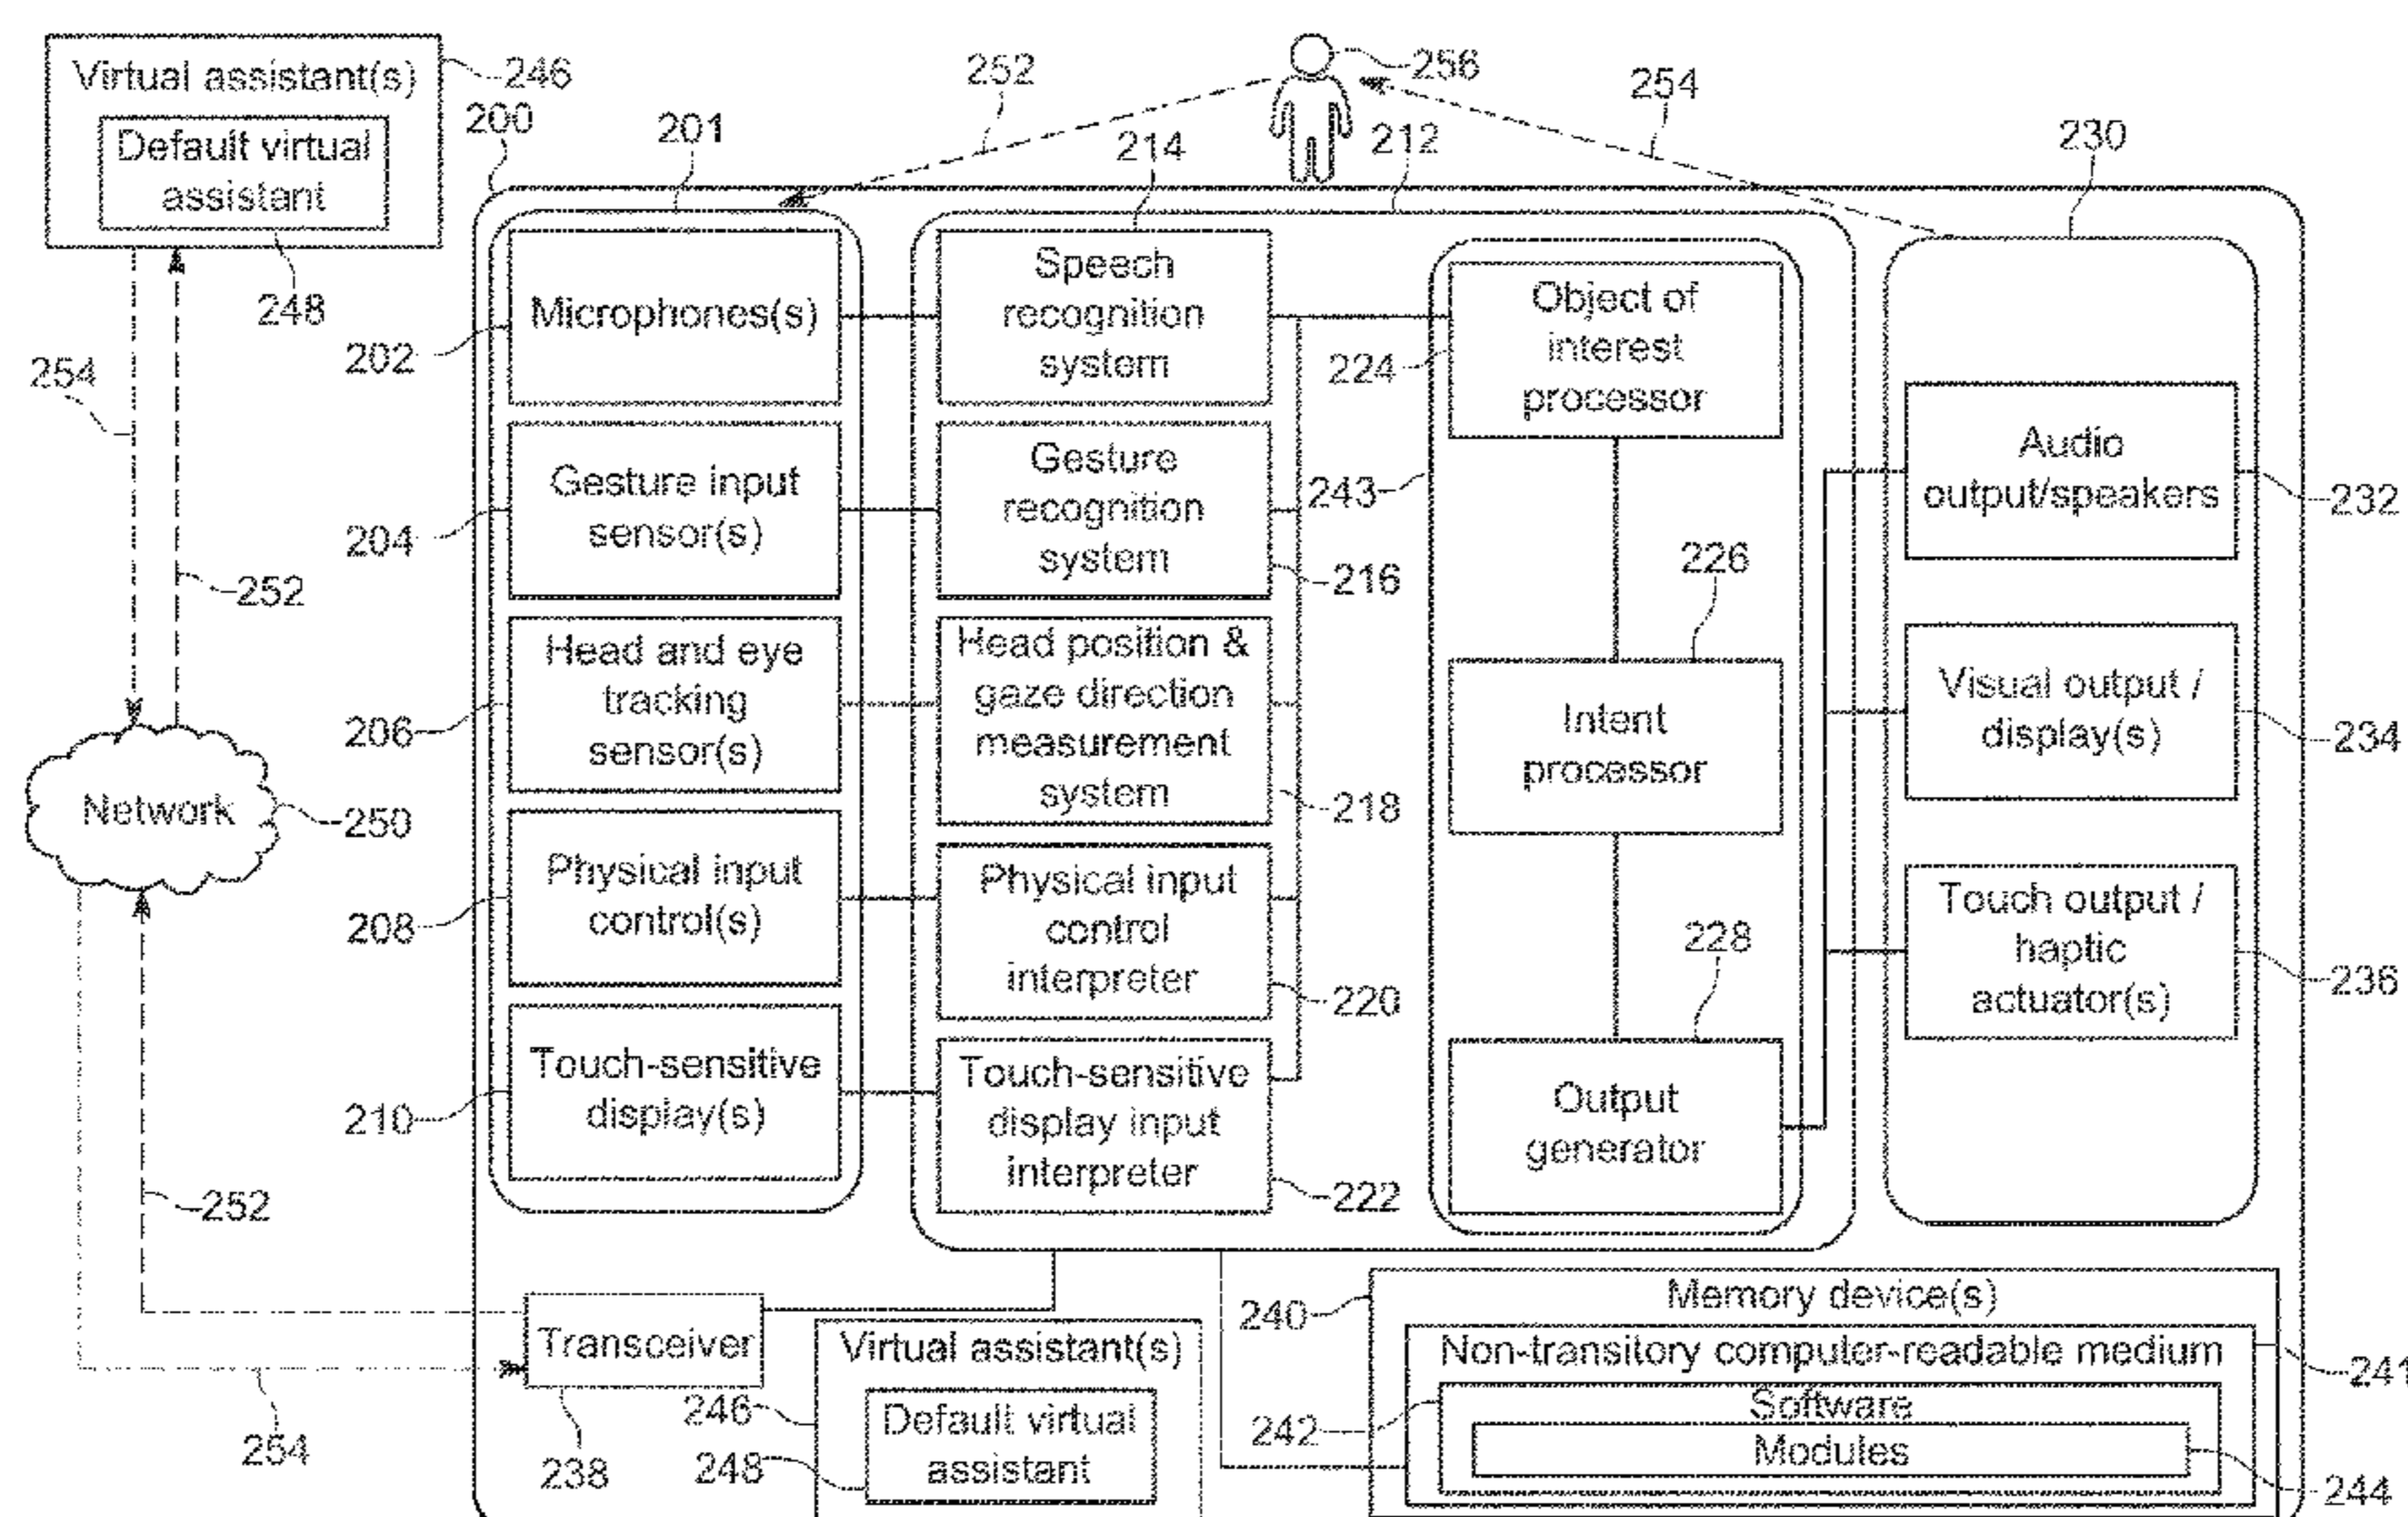 Virtual assistant(s)
246
Default virtual
assistant
248
200
252
256
254
201
214
212
230
Microphones(s)
202
Speech
recognition
system
Object of
interest
processor
224
254
252
Gesture input
sensor(s)
204
Gesture
recognition
system
216
243
Audio
output/speakers
232
226
Head and eye
tracking
sensor(s)
206
Head position &
gaze direction
measurement
system
218
Intent
processor
Visual output /
display(s)
234
Network
250
Physical input
control(s)
208
Physical input
control
interpreter
220
228
Touch output /
haptic
actuator(s)
236
Touch-sensitive
display(s)
210
Touch-sensitive
display input
interpreter
222
Output
generator
252
254
Transceiver
238
Virtual assistant(s)
246
Default virtual
assistant
248
240
Memory device(s)
Non-transitory computer-readable medium
241
242
Software
Modules
244